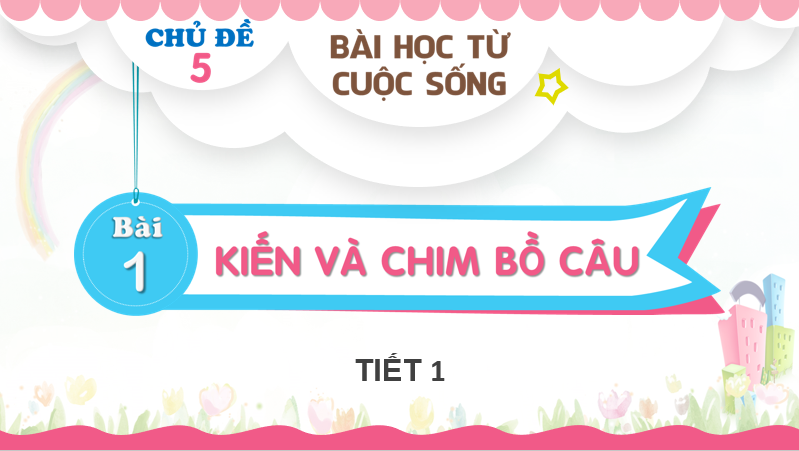 CHỦ ĐỀ
5
BÀI HỌC TỪ
CUỘC SỐNG
Bài
1
KIẾN VÀ CHIM BỒ CÂU
TIẾT 1